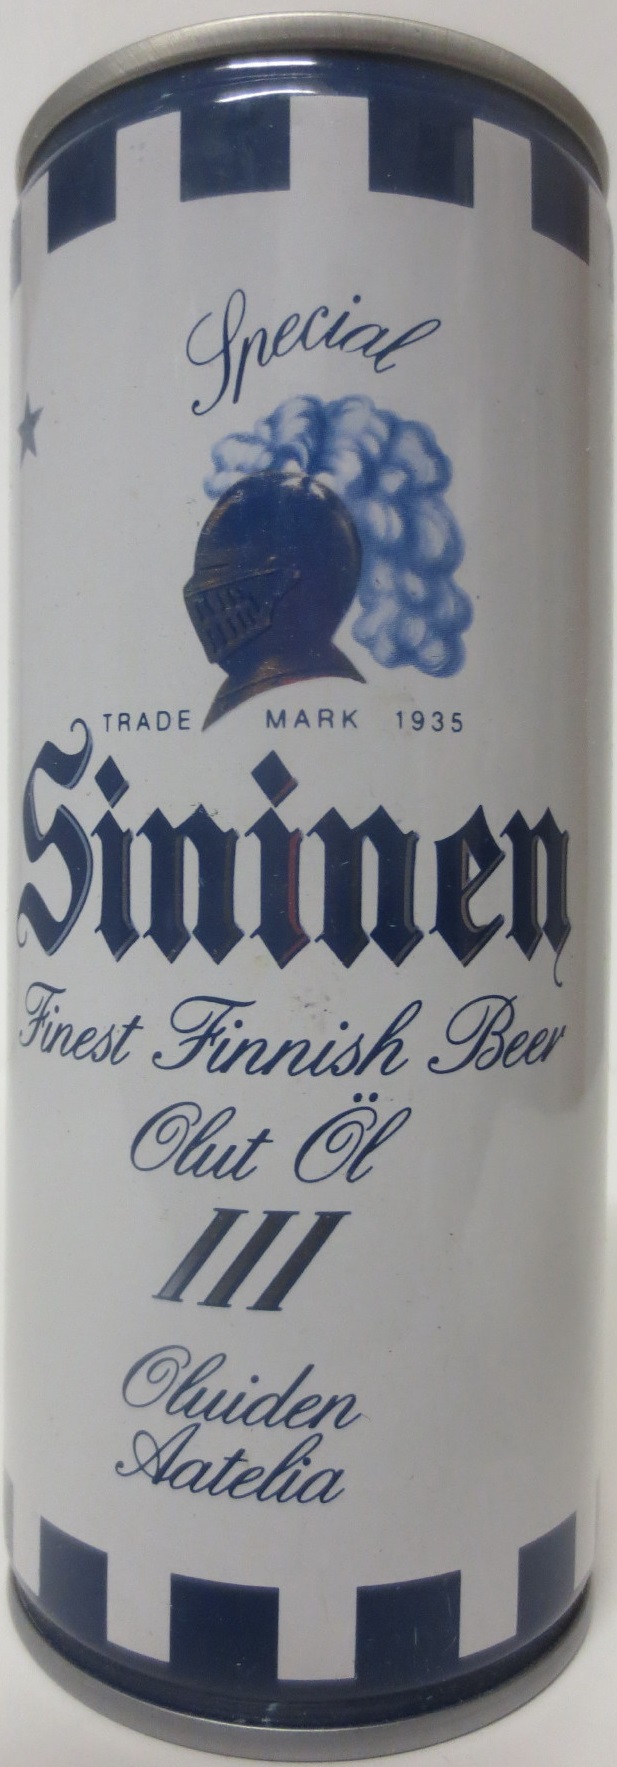 Special
TRADE MARK 1935
Sininen
Finest Finnish Beer
Olut Öl
III
Oluiden
Aatelia